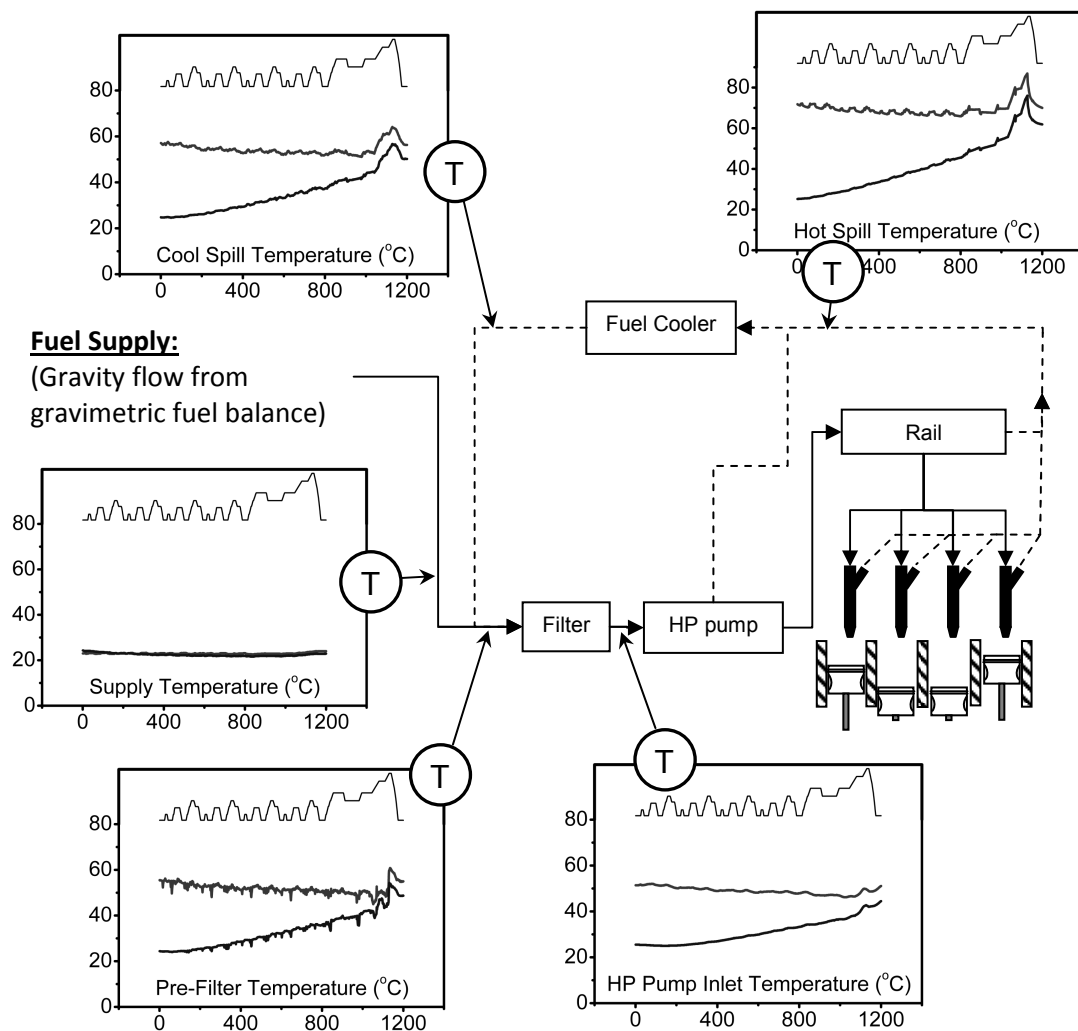 80
60
40
20
0
Cool Spill Temperature (°C)
0 400 800 1200
T
80
60
40
20
0
Hot Spill Temperature (°C)
0 400 800 1200
T
Fuel Supply:
(Gravity flow from
gravimetric fuel balance)
Fuel Cooler
Rail
80
60
40
20
0
Supply Temperature (°C)
0 400 800 1200
T
Filter
HP pump
80
60
40
20
0
Pre-Filter Temperature (°C)
0 400 800 1200
T
80
60
40
20
0
HP Pump Inlet Temperature (°C)
0 400 800 1200
T